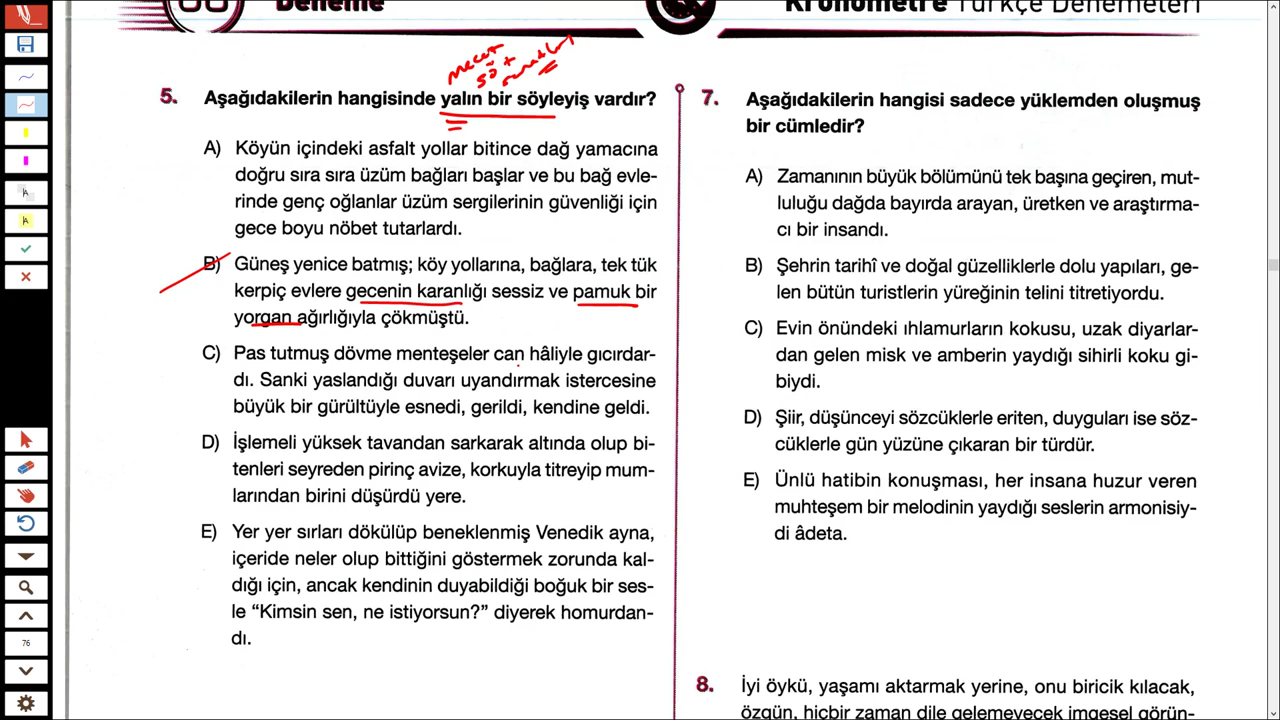 Deneme
Kronometre Türkçe Denemeleri
mecaz
sö +
sanatları
5. Aşağıdakilerin hangisinde yalın bir söyleyiş vardır?
A) Köyün içindeki asfalt yollar bitince dağ yamacına
doğru sıra sıra üzüm bağları başlar ve bu bağ evle-
rinde genç oğlanlar üzüm sergilerinin güvenliği için
gece boyu nöbet tutarlardı.
B) Güneş yenice batmış; köy yollarına, bağlara, tek tük
kerpiç evlere gecenin karanlığı sessiz ve pamuk bir
yorgan ağırlığıyla çökmüştü.
C) Pas tutmuş dövme menteşeler can hâliyle gıcırdar-
dı. Sanki yaslandığı duvarı uyandırmak istercesine
büyük bir gürültüyle esnedi, gerildi, kendine geldi.
D) İşlemeli yüksek tavandan sarkarak altında olup bi-
tenleri seyreden pirinç avize, korkuyla titreyip mum-
larından birini düşürdü yere.
E) Yer yer sırları dökülüp beneklenmiş Venedik ayna,
içeride neler olup bittiğini göstermek zorunda kal-
dığı için, ancak kendinin duyabildiği boğuk bir ses-
le “Kimsin sen, ne istiyorsun?” diyerek homurdan-
dı.
7. Aşağıdakilerin hangisi sadece yüklemden oluşmuş
bir cümledir?
A) Zamanının büyük bölümünü tek başına geçiren, mut-
luluğu dağda bayırda arayan, üretken ve araştırma-
cı bir insandı.
B) Şehrin tarihî ve doğal güzelliklerle dolu yapıları, ge-
len bütün turistlerin yüreğinin telini titretiyordu.
C) Evin önündeki ıhlamurların kokusu, uzak diyarlar-
dan gelen misk ve amberin yaydığı sihirli koku gi-
biydi.
D) Şiir, düşünceyi sözcüklerle eriten, duyguları ise söz-
cüklerle gün yüzüne çıkaran bir türdür.
E) Ünlü hatibin konuşması, her insana huzur veren
muhteşem bir melodinin yaydığı seslerin armonisiy-
di âdeta.
8. İyi öykü, yaşamı aktarmak yerine, onu biricik kılacak,
özgün, hiçbir zaman dile gelemeyecek imgesel görün-
76